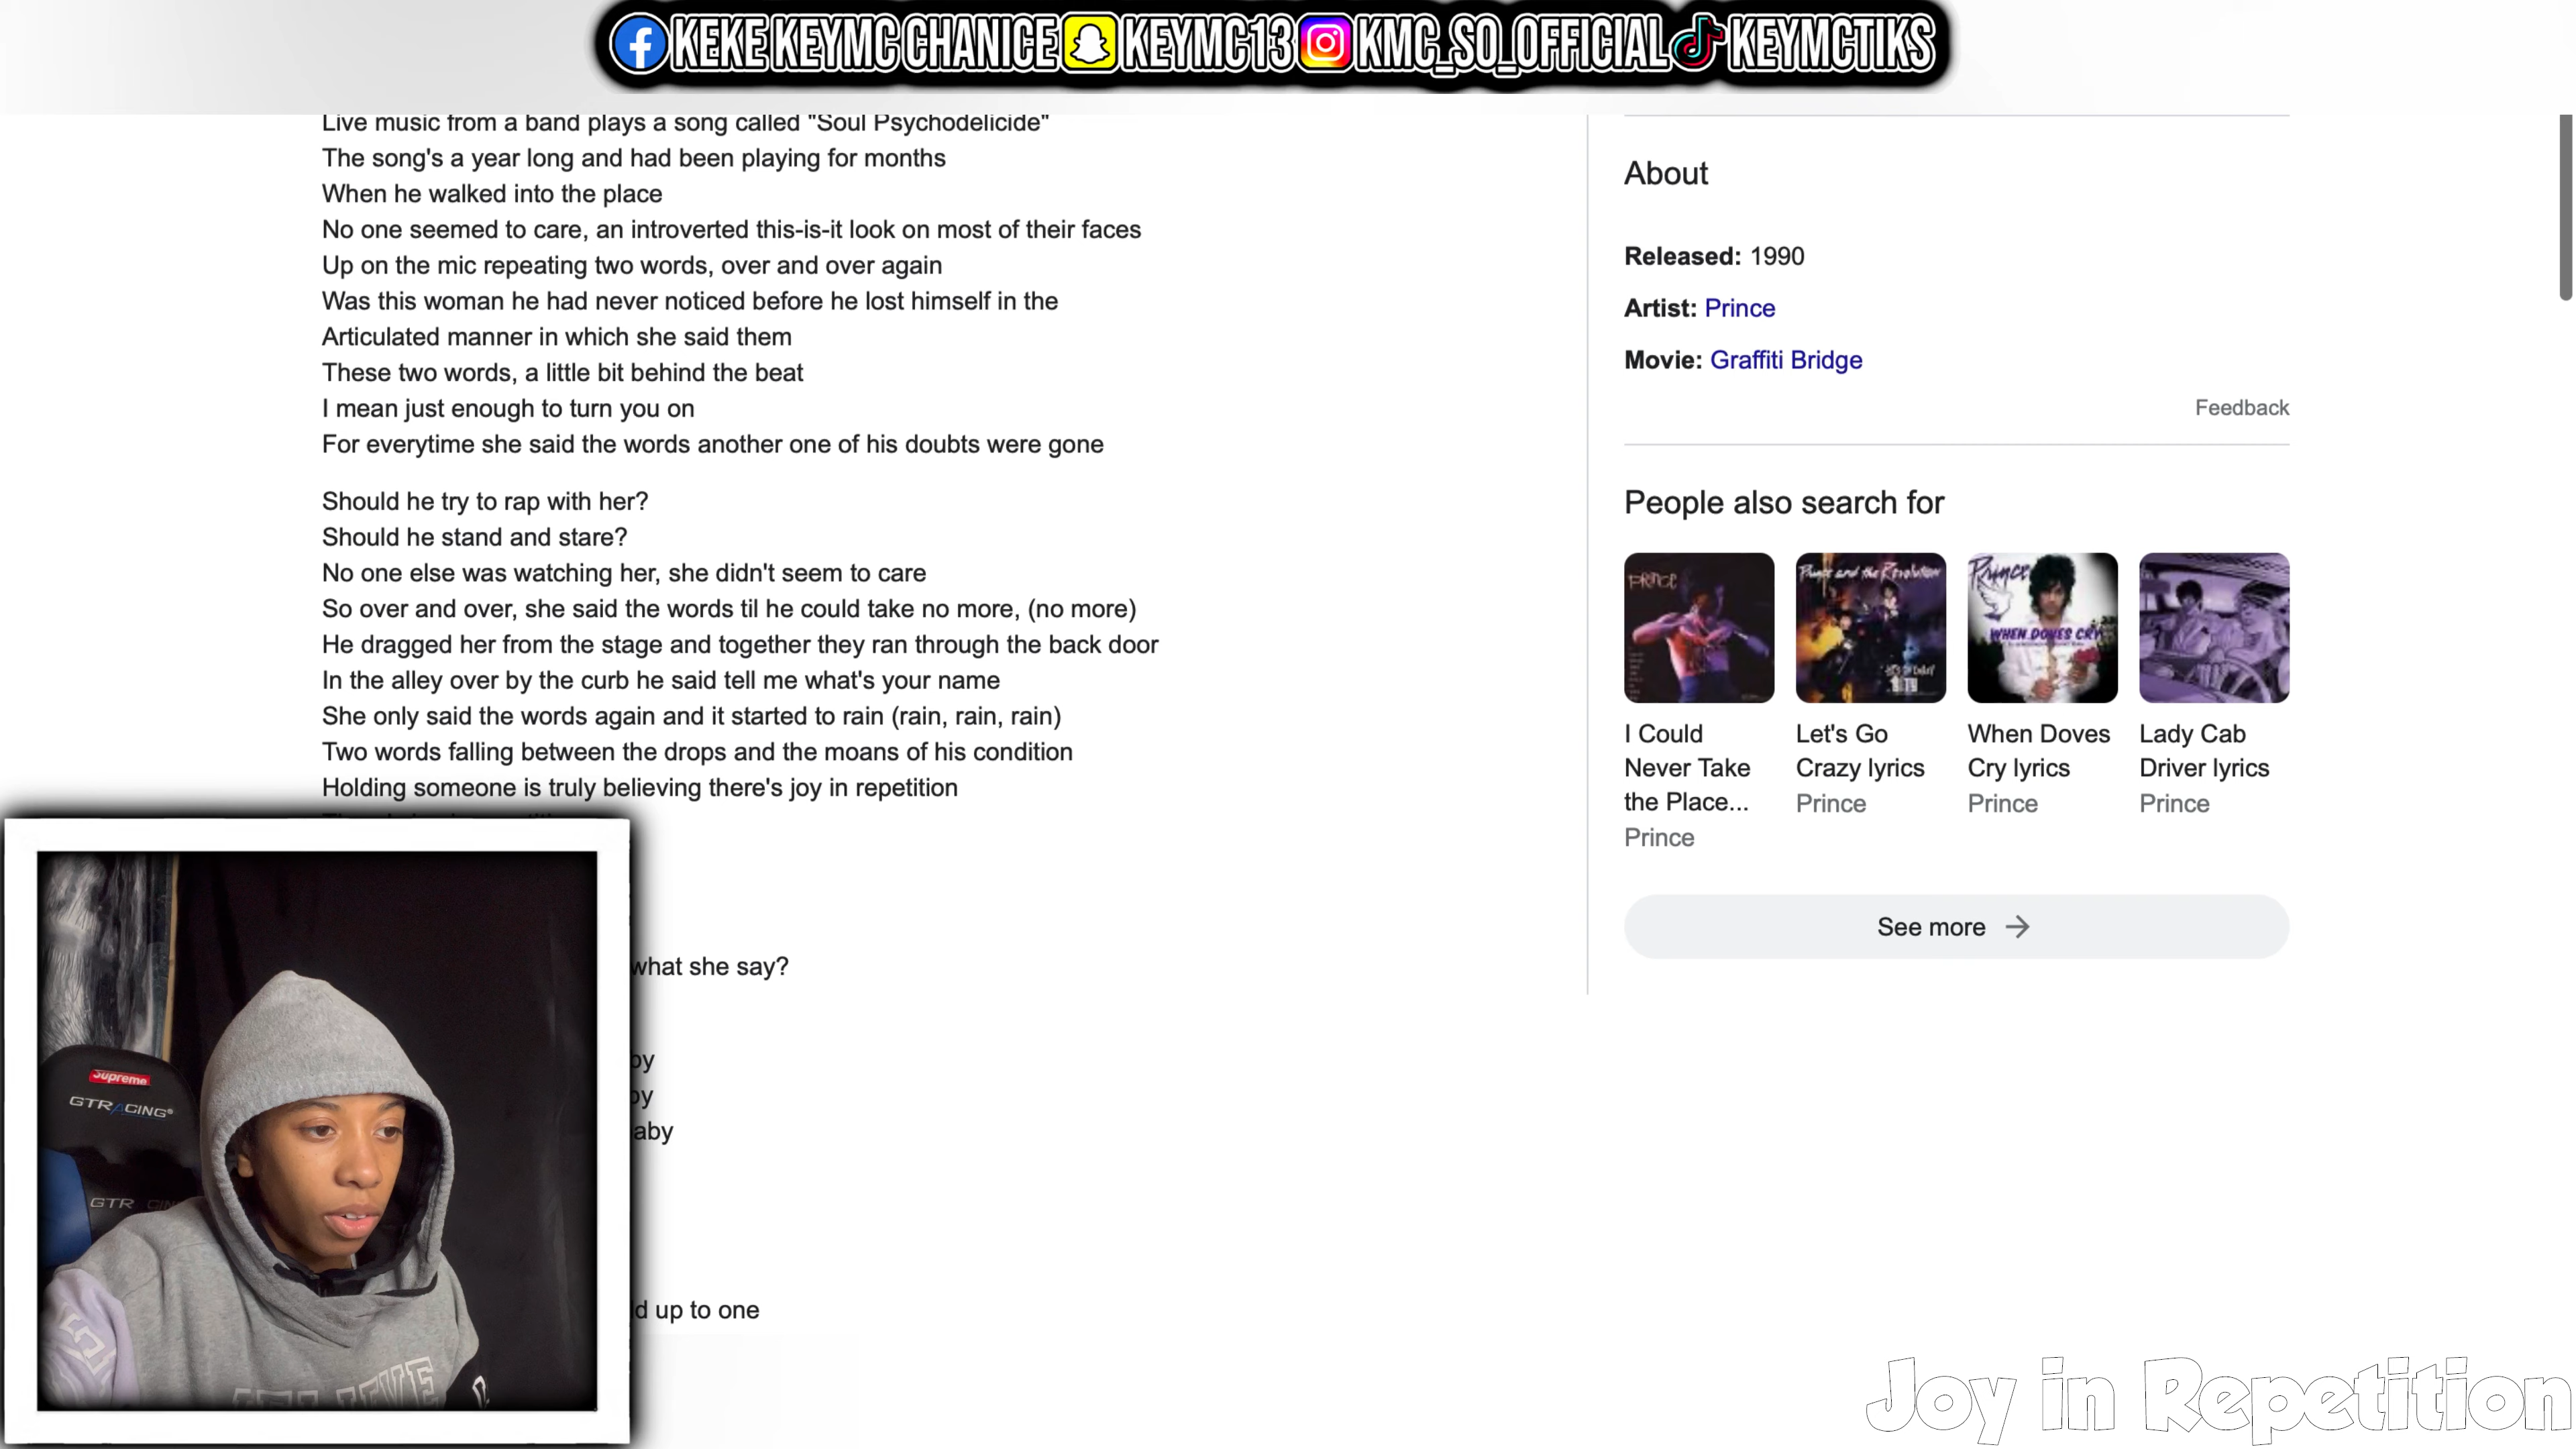 KEKE KEYMC CHANICE KEYMC13 KMC_SO_OFFICIAL KEYMCTIKS
Live music from a band plays a song called "Soul Psychodelicide"
The song's a year long and had been playing for months
When he walked into the place
No one seemed to care, an introverted this-is-it look on most of their faces
Up on the mic repeating two words, over and over again
Was this woman he had never noticed before he lost himself in the
Articulated manner in which she said them
These two words, a little bit behind the beat
I mean just enough to turn you on
For everytime she said the words another one of his doubts were gone
Should he try to rap with her?
Should he stand and stare?
No one else was watching her, she didn't seem to care
So over and over, she said the words til he could take no more, (no more)
He dragged her from the stage and together they ran through the back door
In the alley over by the curb he said tell me what's your name
She only said the words again and it started to rain (rain, rain, rain)
Two words falling between the drops and the moans of his condition
Holding someone is truly believing there's joy in repetition
what she say?
by
by
aby
ld up to one
About
Released: 1990
Artist: Prince
Movie: Graffiti Bridge
Feedback
People also search for
PRINCE
Prince and the Revolution
Prince
WHEN DOVES CRY
I Could
Never Take
the Place...
Prince
Let's Go
Crazy lyrics
Prince
When Doves
Cry lyrics
Prince
Lady Cab
Driver lyrics
Prince
See more
Supreme
GTRACING
GTR
Joy in Repetition